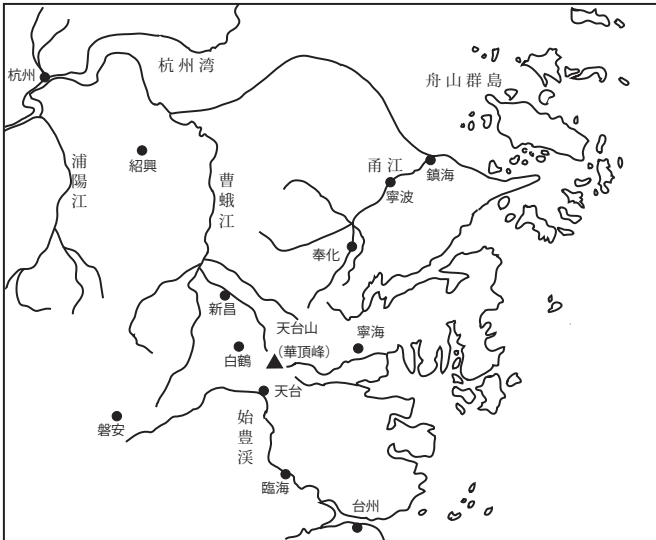 杭州湾
舟山群島
杭州
紹興
浦陽江
曹蛾江
甬江
鎮海
寧波
奉化
新昌
天台山
（華頂峰）
寧海
白鶴
天台
磐安
始豊渓
臨海
台州